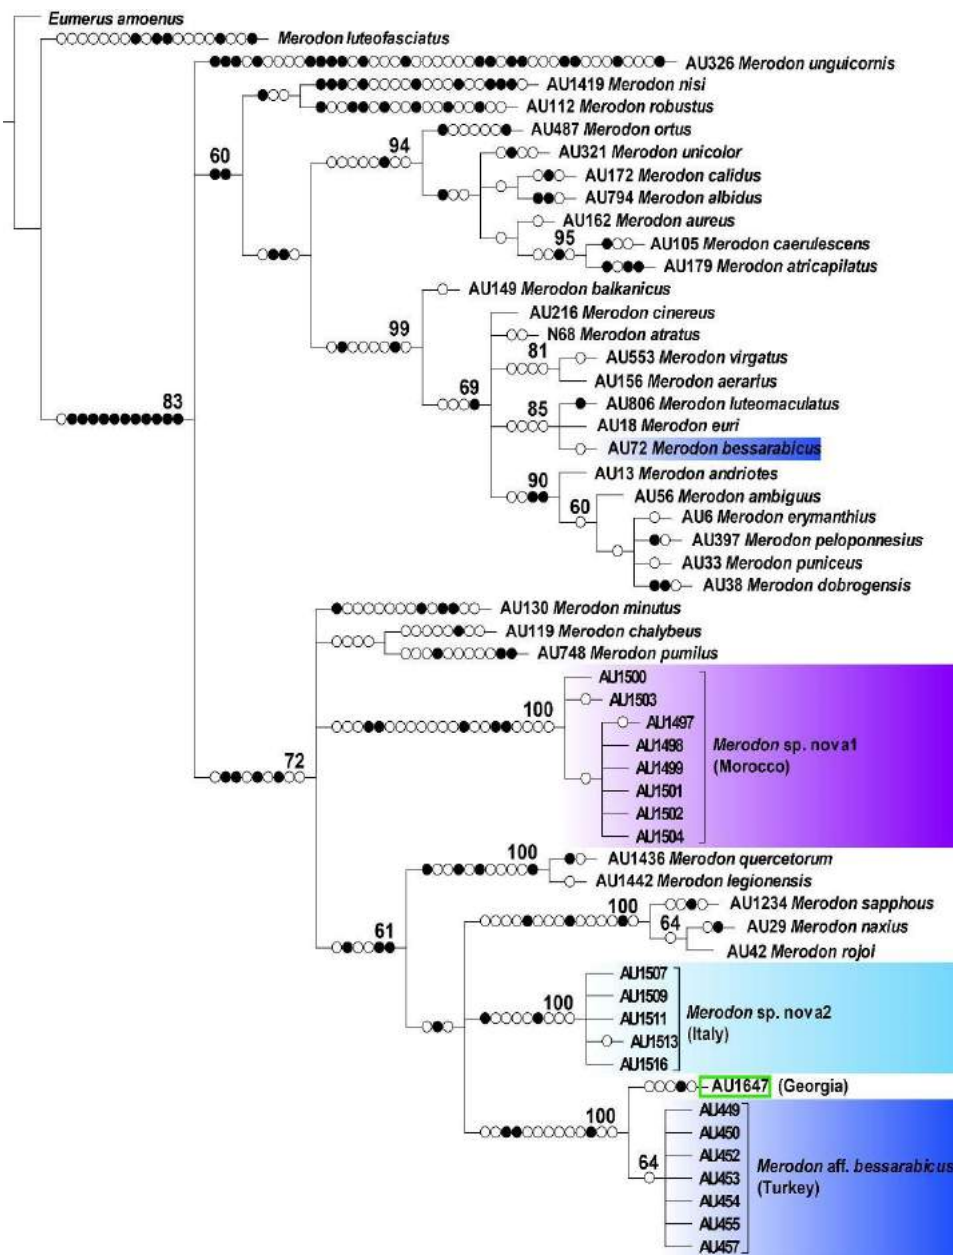 Eumerus amoenus
Merodon luteofasciatus
AU326 Merodon unguicornis
AU1419 Merodon nisi
AU112 Merodon robustus
94
AU487 Merodon ortus
60
AU321 Merodon unicolor
AU172 Merodon calidus
AU794 Merodon albidus
AU162 Merodon aureus
95
AU105 Merodon caerulescens
AU179 Merodon atricapilatus
AU149 Merodon balkanicus
AU216 Merodon cinereus
99
N68 Merodon atratus
81
AU553 Merodon virgatus
AU156 Merodon aerarius
69
AU806 Merodon luteomaculatus
83
85
AU18 Merodon euri
AU72 Merodon bessarabicus
AU13 Merodon andriotes
90
AU56 Merodon ambiguus
60
AU6 Merodon erymanthius
AU397 Merodon peloponnesius
AU33 Merodon puniceus
AU38 Merodon dobrogensis
AU130 Merodon minutus
AU119 Merodon chalybeus
AU748 Merodon pumilus
AU1500
AU1503
100
AU1497
AU1498
Merodon sp. nova1
(Morocco)
AU1499
72
AU1501
AU1502
AU1504
100
AU1436 Merodon quercetorum
AU1442 Merodon legionensis
AU1234 Merodon sapphous
100
64
AU29 Merodon naxius
61
AU42 Merodon rojoi
AU1507
AU1509
100
AU1511
Merodon sp. nova2
(Italy)
AU1513
AU1516
AU1647 (Georgia)
100
AU449
AU450
AU452
64
AU453
Merodon aff. bessarabicus
(Turkey)
AU454
AU455
AU457